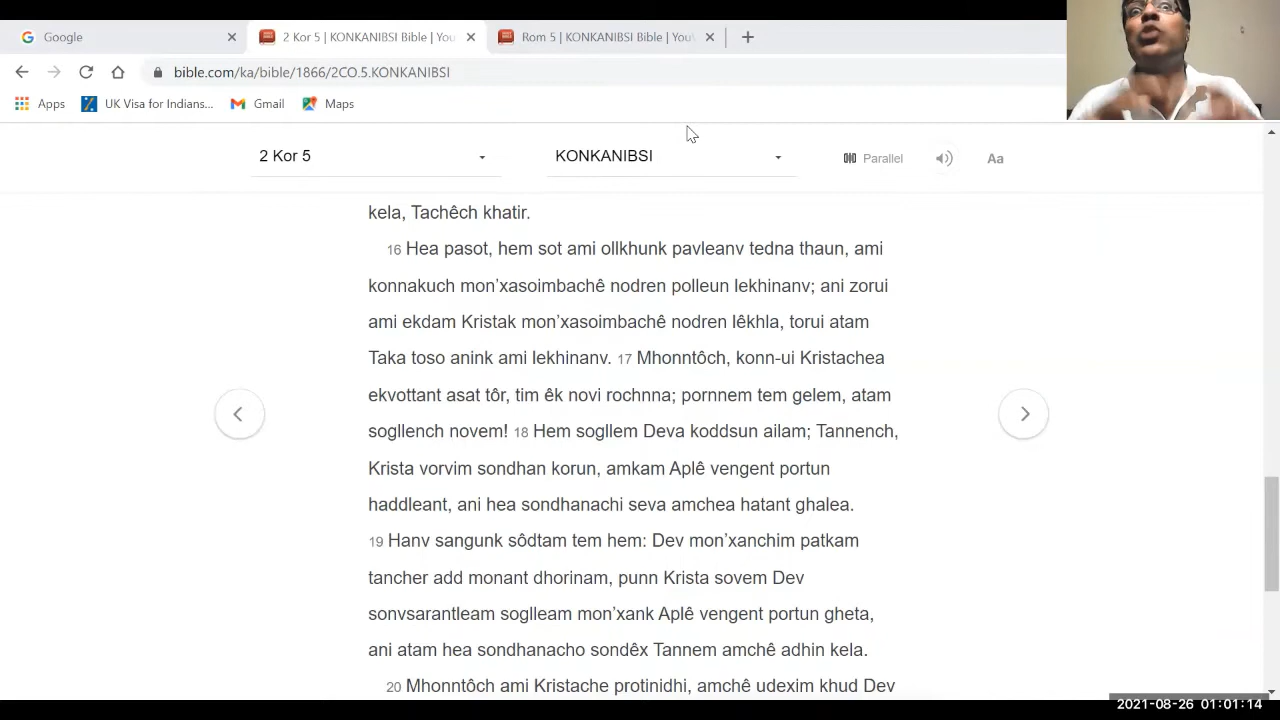 Google
2 Kor 5 | KONKANIBSI Bible | You
Rom 5 | KONKANIBSI Bible | You
bible.com/ka/bible/1866/2CO.5.KONKANIBSI
Apps
UK Visa for Indians...
Gmail
Maps
2 Kor 5
KONKANIBSI
Parallel
Aa
kela, Tachêch khatir.
16 Hea pasot, hem sot ami ollkhunk pavleanv tedna thaun, ami
konnakuch mon’xasoimbachê nodren polleun lekhinanv; ani zorui
ami ekdam Kristak mon’xasoimbachê nodren lêkhla, torui atam
Taka toso anink ami lekhinanv. 17 Mhonntôch, konn-ui Kristachea
ekvottant asat tôr, tim êk novi rochnna; pornnem tem gelem, atam
sogllench novem! 18 Hem sogllem Deva koddsun ailam; Tannench,
Krista vorvim sondhan korun, amkam Aplê vengent portun
haddleant, ani hea sondhanachi seva amchea hatant ghalea.
19 Hanv sangunk sôdtam tem hem: Dev mon’xanchim patkam
tancher add monant dhorinam, punn Krista sovem Dev
sonvsarantleam soglleam mon’xank Aplê vengent portun gheta,
ani atam hea sondhanacho sondêx Tannem amchê adhin kela.
20 Mhonntôch ami Kristache protinidhi, amchê udexim khud Dev
2021-08-26 01:01:14